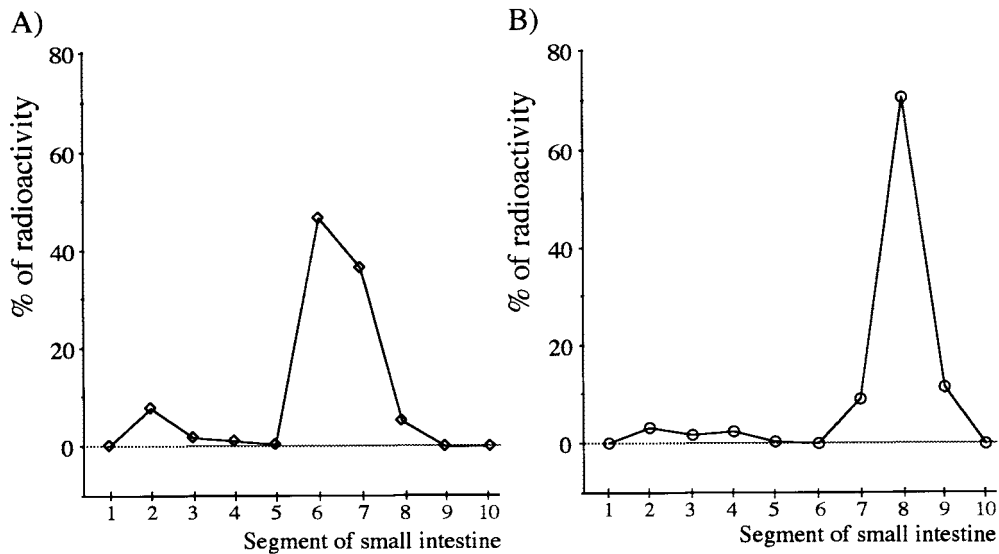 A)
80
60
40
20
0
% of radioactivity
1 2 3 4 5 6 7 8 9 10
Segment of small intestine
B)
80
60
40
20
0
% of radioactivity
1 2 3 4 5 6 7 8 9 10
Segment of small intestine